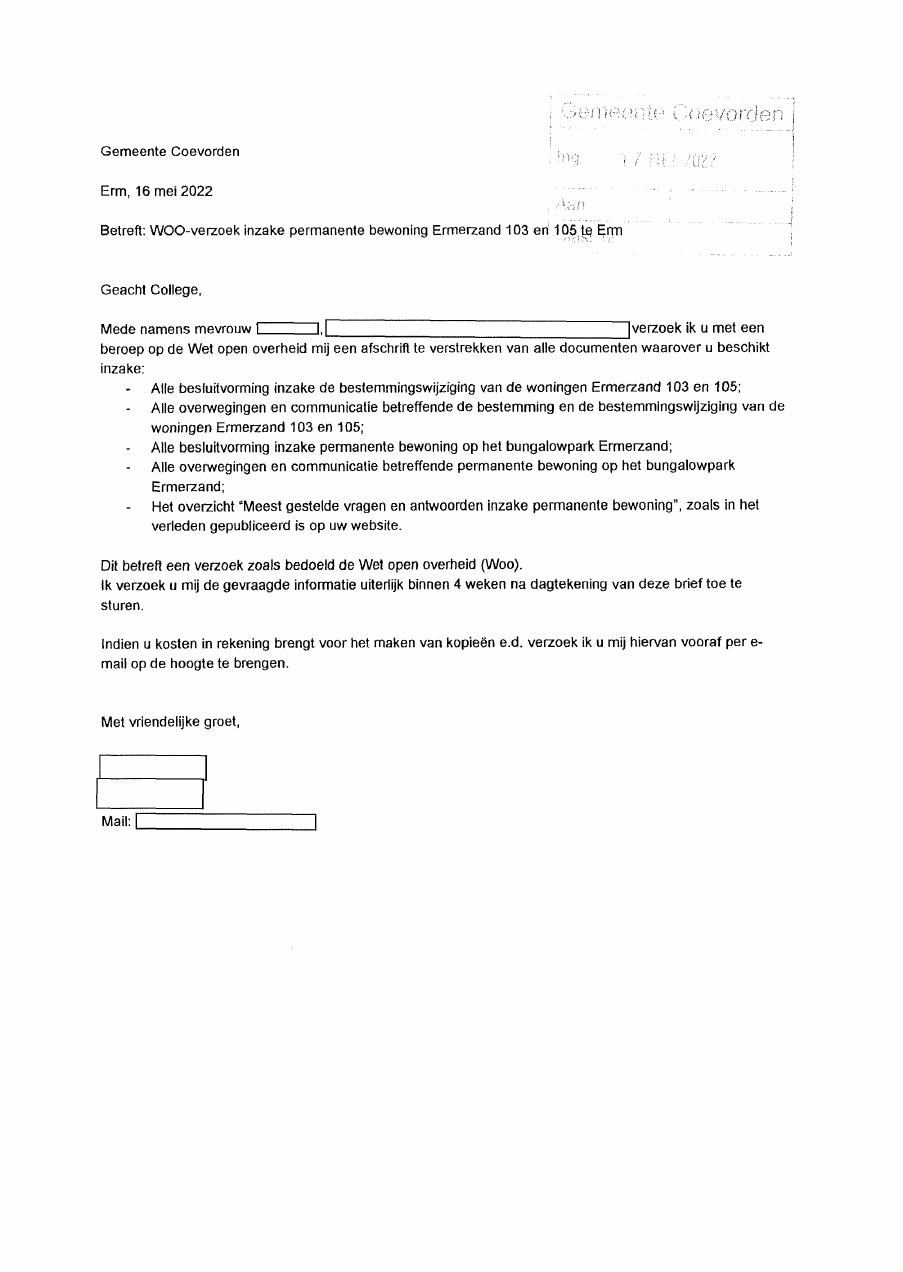 Gemeente Coevorden
Ing
Aan
Gemeente Coevorden
Erm, 16 mei 2022
Betreft: WOO-verzoek inzake permanente bewoning Ermerzand 103 en 105 te Erm
Geacht College,
Mede namens mevrouw , verzoek ik u met een
beroep op de Wet open overheid mij een afschrift te verstrekken van alle documenten waarover u beschikt
inzake:
- Alle besluitvorming inzake de bestemmingswijziging van de woningen Ermerzand 103 en 105;
- Alle overwegingen en communicatie betreffende de bestemming en de bestemmingswijziging van de
woningen Ermerzand 103 en 105;
- Alle besluitvorming inzake permanente bewoning op het bungalowpark Ermerzand;
- Alle overwegingen en communicatie betreffende permanente bewoning op het bungalowpark
Ermerzand;
- Het overzicht "Meest gestelde vragen en antwoorden inzake permanente bewoning", zoals in het
verleden gepubliceerd is op uw website.
Dit betreft een verzoek zoals bedoeld de Wet open overheid (Woo).
Ik verzoek u mij de gevraagde informatie uiterlijk binnen 4 weken na dagtekening van deze brief toe te
sturen.
Indien u kosten in rekening brengt voor het maken van kopieën e.d. verzoek ik u mij hiervan vooraf per e-
mail op de hoogte te brengen.
Met vriendelijke groet,
Mail: